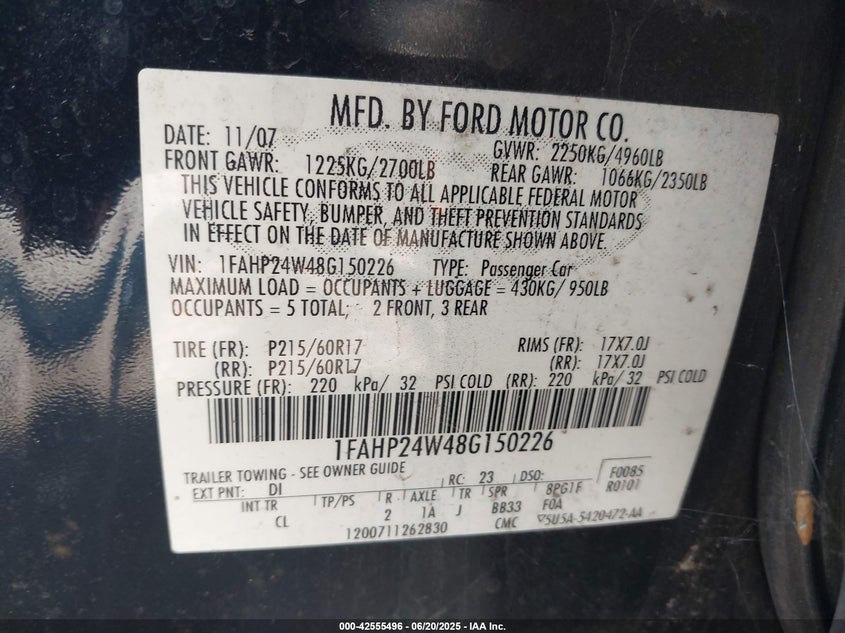 MFD. BY FORD MOTOR CO.
DATE: 11/07 GVWR: 2250KG/4960LB
FRONT GAWR: 1225KG/2700LB REAR GAWR: 1066KG/2350LB
THIS VEHICLE CONFORMS TO ALL APPLICABLE FEDERAL MOTOR
VEHICLE SAFETY, BUMPER, AND THEFT PREVENTION STANDARDS
IN EFFECT ON THE DATE OF MANUFACTURE SHOWN ABOVE.
VIN: 1FAHP24W48G150226 TYPE: Passenger Car
MAXIMUM LOAD = OCCUPANTS + LUGGAGE = 430KG/ 950LB
OCCUPANTS = 5 TOTAL; 2 FRONT, 3 REAR
TIRE (FR): P215/60R17 RIMS (FR): 17X7.0J
(RR): P215/60R17 (RR): 17X7.0J
PRESSURE (FR): 220 kPa/ 32 PSI COLD (RR): 220 kPa/ 32 PSI COLD
1FAHP24W48G150226
TRAILER TOWING - SEE OWNER GUIDE
EXT PNT: DI RC: 23 DSO: F0085
INT TR TP/PS R AXLE TR SPR 8PG1F R0101
CL 2 1A J BB33 F0A
1200711262830 CMC 5U5A-5420472-AA
000-42555496 - 06/20/2025 - IAA Inc.